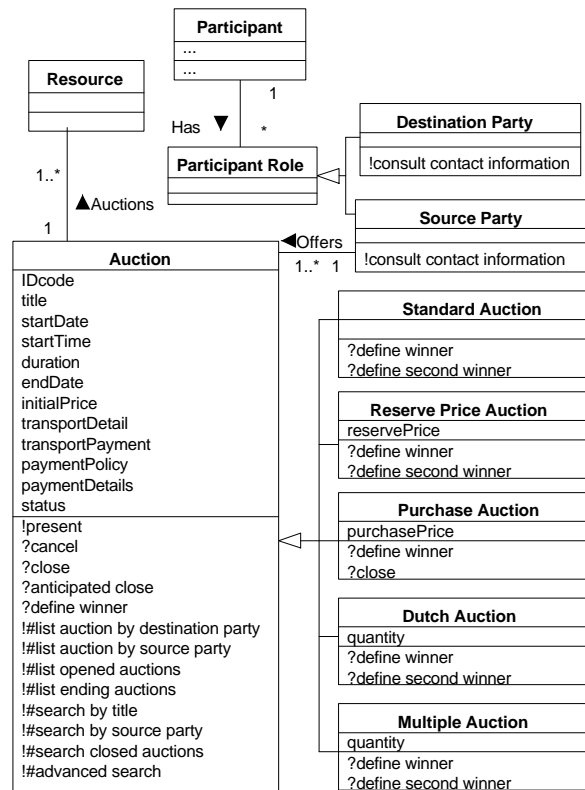 Participant
...
...
Resource
1
Has ▼
*
Destination Party
!consult contact information
Participant Role
1..*
▲Auctions
1
Source Party
!consult contact information
◄Offers
1..* 1
Auction
IDcode
title
startDate
startTime
duration
endDate
initialPrice
transportDetail
transportPayment
paymentPolicy
paymentDetails
status
!present
?cancel
?close
?anticipated close
?define winner
!#list auction by destination party
!#list auction by source party
!#list opened auctions
!#list ending auctions
!#search by title
!#search by source party
!#search closed auctions
!#advanced search
Standard Auction
?define winner
?define second winner
Reserve Price Auction
reservePrice
?define winner
?define second winner
Purchase Auction
purchasePrice
?define winner
?close
Dutch Auction
quantity
?define winner
?define second winner
Multiple Auction
quantity
?define winner
?define second winner